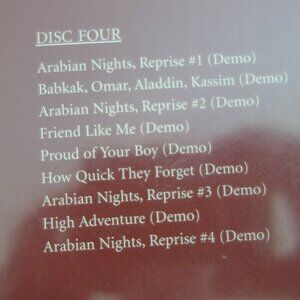 DISC FOUR
Arabian Nights, Reprise #1 (Demo)
Babkak, Omar, Aladdin, Kassim (Demo)
Arabian Nights, Reprise #2 (Demo)
Friend Like Me (Demo)
Proud of Your Boy (Demo)
How Quick They Forget (Demo)
Arabian Nights, Reprise #3 (Demo)
High Adventure (Demo)
Arabian Nights, Reprise #4 (Demo)